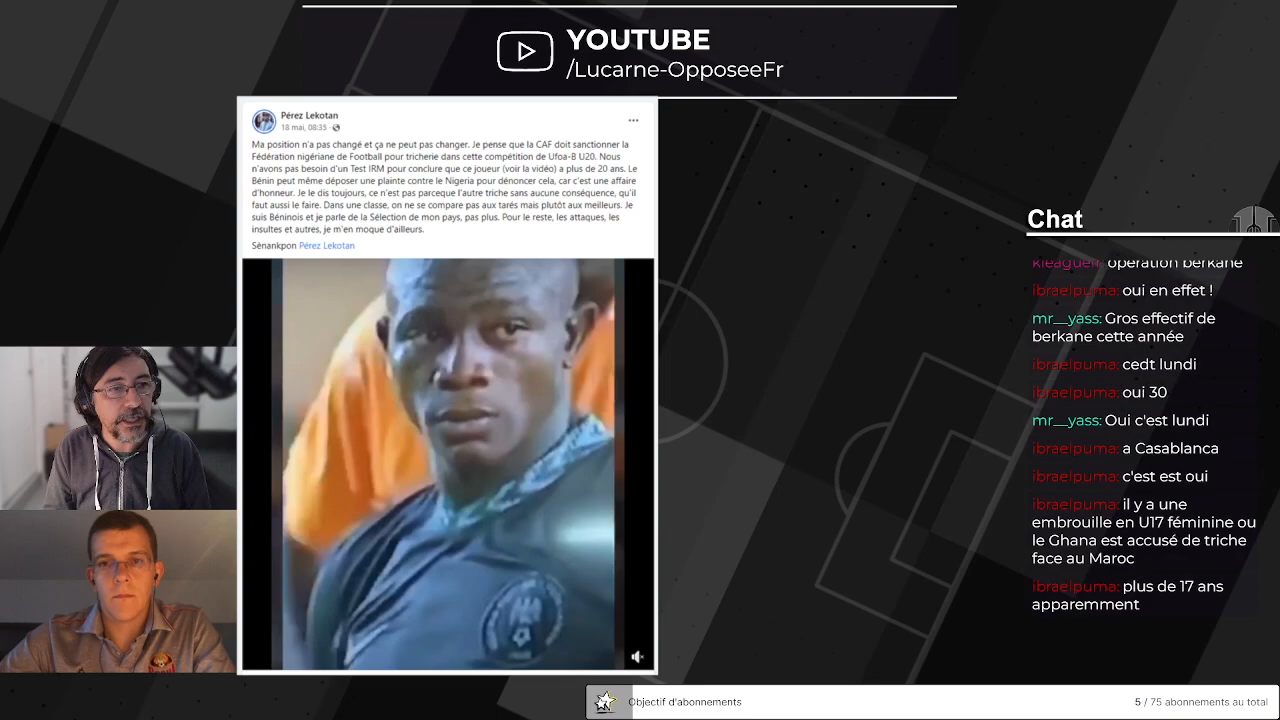 YOUTUBE
/Lucarne-OpposeeFr
Pérez Lekotan
18 mai, 08:35 ·
Ma position n'a pas changé et ça ne peut pas changer. Je pense que la CAF doit sanctionner la
Fédération nigériane de Football pour tricherie dans cette compétition de Ufoa-B U20. Nous
n'avons pas besoin d'un Test IRM pour conclure que ce joueur (voir la vidéo) a plus de 20 ans. Le
Bénin peut même déposer une plainte contre le Nigeria pour dénoncer cela, car c'est une affaire
d'honneur. Je le dis toujours, ce n'est pas parceque l'autre triche sans aucune conséquence, qu'il
faut aussi le faire. Dans une classe, on ne se compare pas aux tarés mais plutôt aux meilleurs. Je
suis Béninois et je parle de la Sélection de mon pays, pas plus. Pour le reste, les attaques, les
insultes et autres, je m'en moque d'ailleurs.
Sènankpon Pérez Lekotan
Chat
kleaguen: operation berkane
ibraelpuma: oui en effet !
mr__yass: Gros effectif de
berkane cette année
ibraelpuma: cedt lundi
ibraelpuma: oui 30
mr__yass: Oui c'est lundi
ibraelpuma: a Casablanca
ibraelpuma: c'est est oui
ibraelpuma: il y a une
embrouille en U17 féminine ou
le Ghana est accusé de triche
face au Maroc
ibraelpuma: plus de 17 ans
apparemment
Objectif d'abonnements
5 / 75 abonnements au total